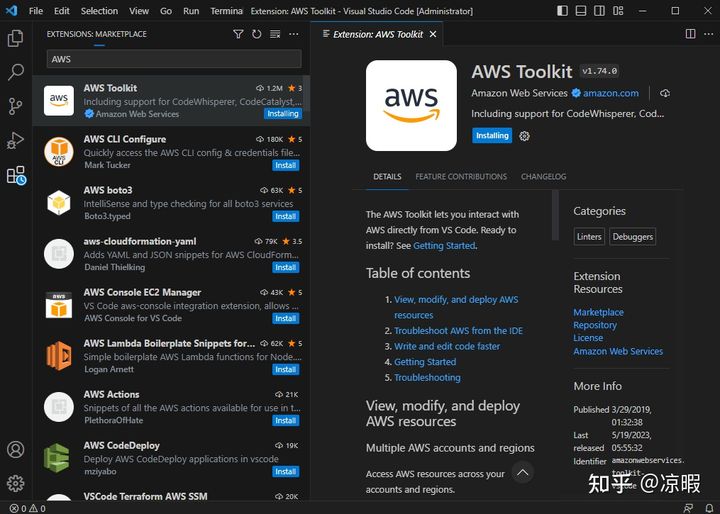 File Edit Selection View Go Run Terminal Extension: AWS Toolkit - Visual Studio Code [Administrator]
EXTENSIONS: MARKETPLACE
AWS
AWS Toolkit 1.2M 3
Including support for CodeWhisperer, CodeCatalyst,...
Amazon Web Services Installing
AWS CLI Configure 180K 5
Quickly access the AWS CLI config & credentials file...
Mark Tucker Install
AWS CLI
AWS boto3 63K 5
IntelliSense and type checking for all boto3 services
Boto3.typed Install
aws-cloudformation-yaml 79K 3.5
Adds YAML and JSON snippets for AWS CloudForm...
Daniel Thielking Install
AWS Console EC2 Manager 43K 5
VS Code aws-console integration extension, allows ...
AWS Console for VS Code Install
aws
AWS Lambda Boilerplate Snippets for... 62K 5
Simple boilerplate AWS Lambda functions for Node....
Logan Arnett Install
AWS Actions 21K
Snippets of all the AWS actions available for use in t...
PlethoraOfHate Install
AWS CodeDeploy 19K
Deploy AWS CodeDeploy applications in vscode
mziyabo Install
VSCode Terraform AWS SSM 20K
0 0
Extension: AWS Toolkit
aws
AWS Toolkit v1.74.0
Amazon Web Services amazon.com
Including support for CodeWhisperer, Cod...
Installing
DETAILS FEATURE CONTRIBUTIONS CHANGELOG
The AWS Toolkit lets you interact with
AWS directly from VS Code. Ready to
install? See Getting Started.
Table of contents
1. View, modify, and deploy AWS
resources
2. Troubleshoot AWS from the IDE
3. Write and edit code faster
4. Getting Started
5. Troubleshooting
View, modify, and deploy
AWS resources
Multiple AWS accounts and regions
Access AWS resources across your
accounts and regions.
Categories
Linters Debuggers
Extension
Resources
Marketplace
Repository
License
Amazon Web Services
More Info
Published 3/29/2019,
01:32:38
Last 5/19/2023,
released 05:55:32
Identifier amazonwebservices.
toolkit-
vscode
知乎 @凉暇